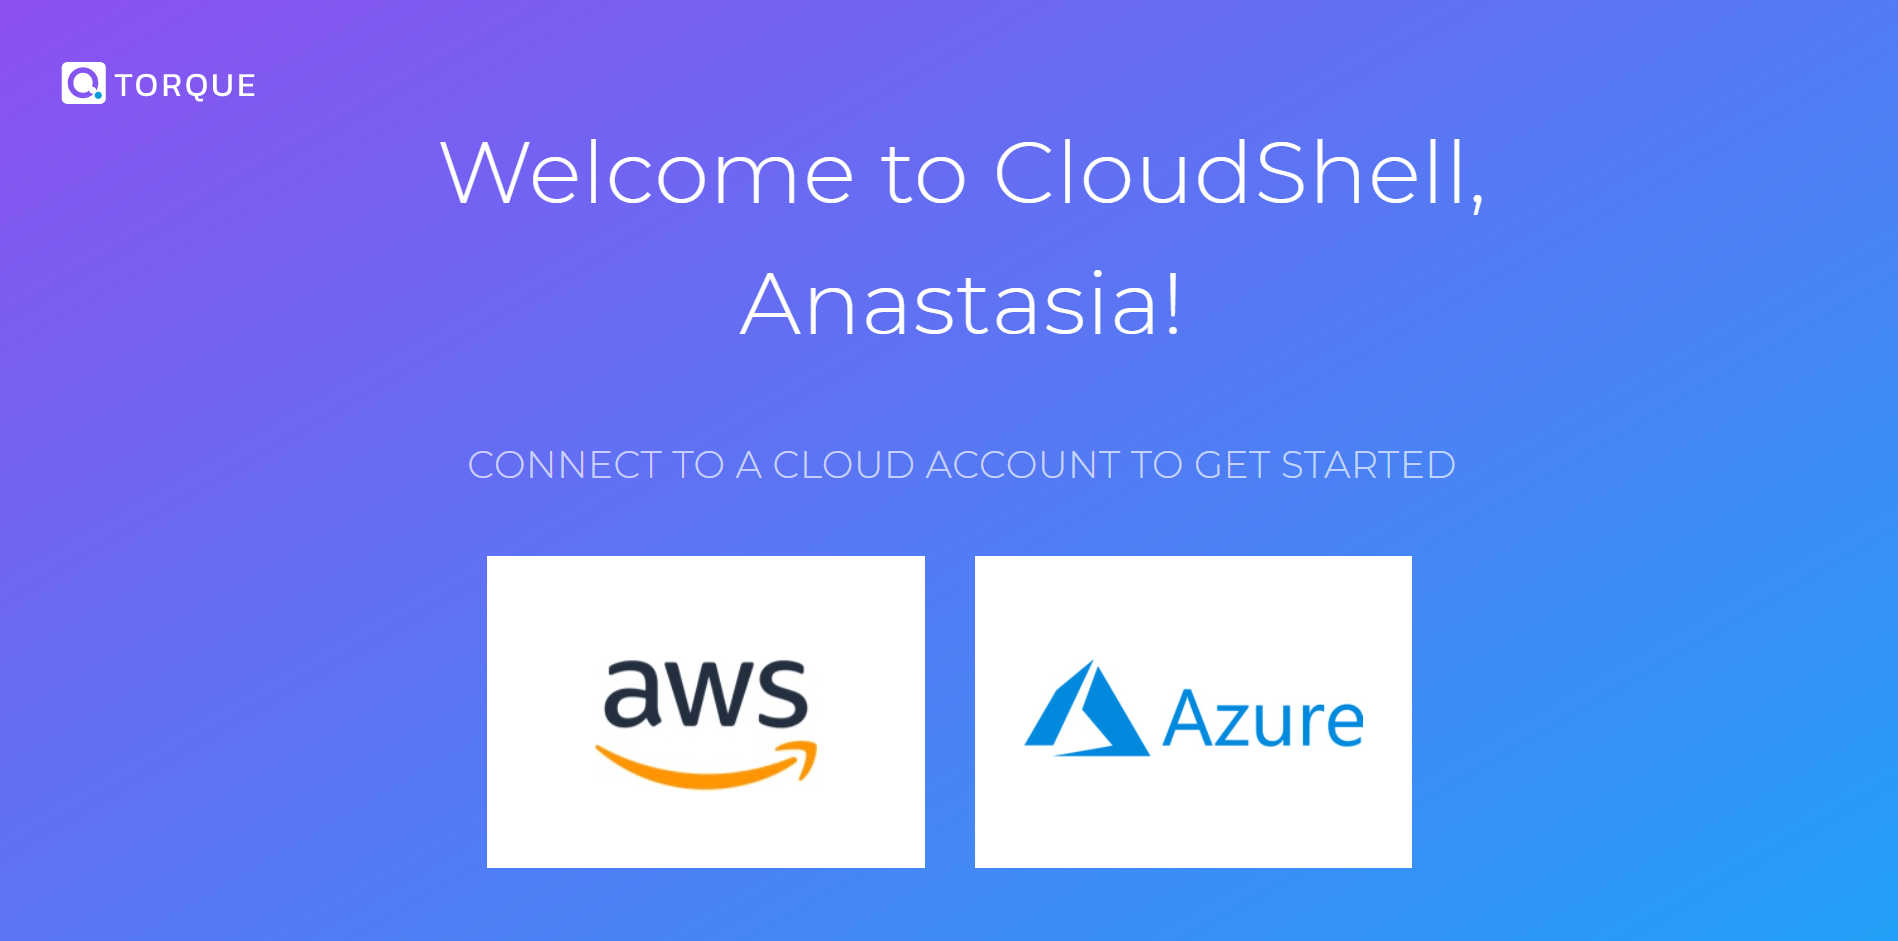 TORQUE
Welcome to CloudShell,
Anastasia!
CONNECT TO A CLOUD ACCOUNT TO GET STARTED
aws
Azure